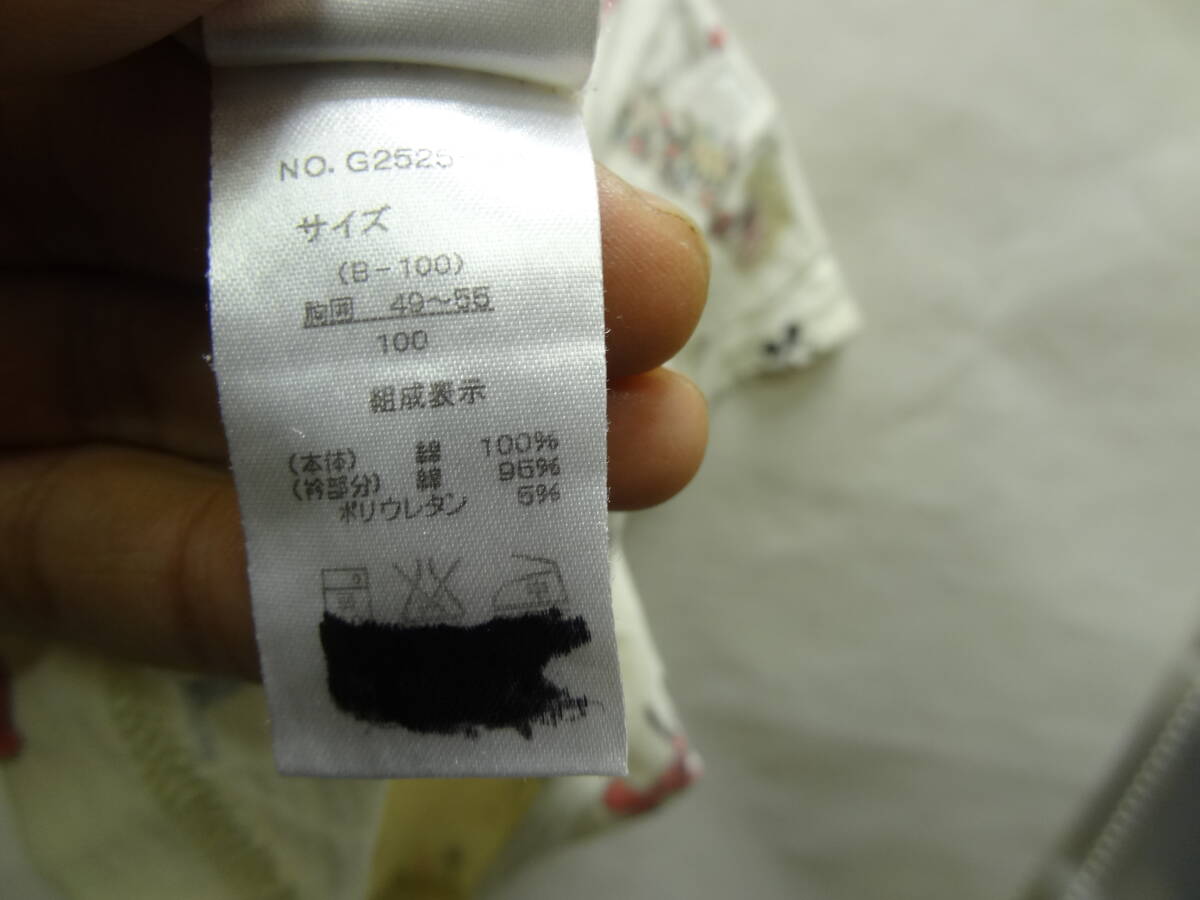 NO. G2525
サイズ
(B-100)
胸囲 49〜55
100
組成表示
(本体) 綿 100%
(衿部分) 綿 95%
ポリウレタン 5%